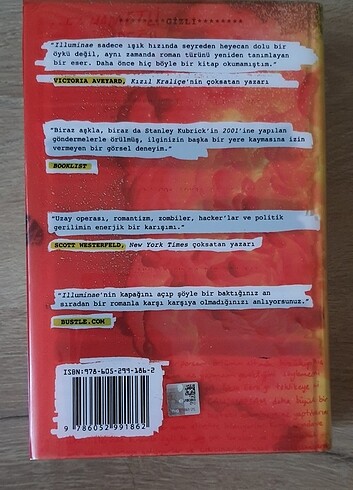 ********GİZLİ********
"Illuminae sadece ışık hızında seyreden heyecan dolu bir
öykü değil, aynı zamanda roman türünü yeniden tanımlayan
bir eser. Daha önce hiç böyle bir kitap okumamıştım."
VICTORIA AVEYARD, Kızıl Kraliçe'nin çoksatan yazarı
"Biraz aşkla, biraz da Stanley Kubrick'in 2001'ine yapılan
göndermelerle örülmüş, ilginizin başka bir yere kaymasına izin
vermeyen bir görsel deneyim."
BOOKLIST
"Uzay operası, romantizm, zombiler, hacker'lar ve politik
gerilimin enerjik bir karışımı."
SCOTT WESTERFELD, New York Times çoksatan yazarı
"Illuminae'nin kapağını açıp şöyle bir baktığınız an
sıradan bir romanla karşı karşıya olmadığınızı anlıyorsunuz."
BUSTLE.COM
ISBN:978-605-299-186-2
9 786052 991862